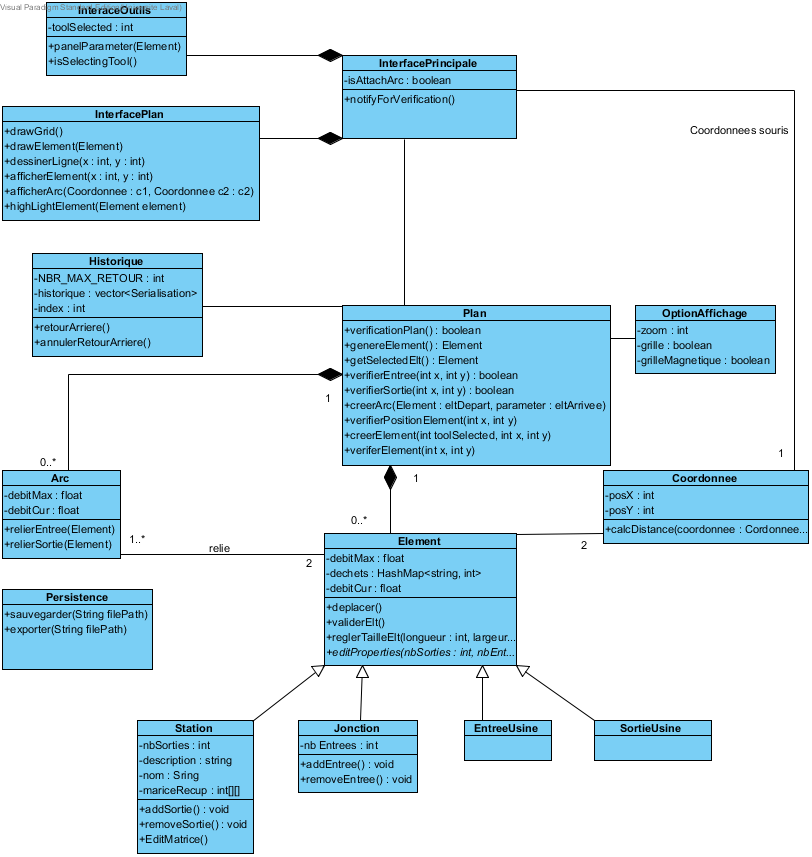 Visual Paradigm Standard Laval)
InteraceOutils
-toolSelected : int
+panelParameter(Element)
+isSelectingTool()
InterfacePrincipale
-isAttachArc : boolean
+notifyForVerification()
InterfacePlan
+drawGrid()
+drawElement(Element)
+dessinerLigne(x : int, y : int)
+afficherElement(x : int, y : int)
+afficherArc(Coordonnee : c1, Coordonnee c2 : c2)
+highLightElement(Element element)
Coordonnees souris
Historique
-NBR_MAX_RETOUR : int
-historique : vector<Serialisation>
-index : int
+retourArriere()
+annulerRetourArriere()
Plan
+verificationPlan() : boolean
+genereElement() : Element
+getSelectedElt() : Element
+verifierEntree(int x, int y) : boolean
+verifierSortie(int x, int y) : boolean
+creerArc(Element : eltDepart, parameter : eltArrivee)
+verifierPositionElement(int x, int y)
+creerElement(int toolSelected, int x, int y)
+veriferElement(int x, int y)
OptionAffichage
-zoom : int
-grille : boolean
-grilleMagnetique : boolean
1
0..*
1
0..*
1
Arc
-debitMax : float
-debitCur : float
+relierEntree(Element)
+relierSortie(Element)
1..*
relie
2
Coordonnee
-posX : int
-posY : int
+calcDistance(coordonnee : Cordonnee...
2
Element
-debitMax : float
-dechets : HashMap<string, int>
-debitCur : float
+deplacer()
+validerElt()
+reglerTailleElt(longueur : int, largeur...
+editProperties(nbSorties : int, nbEnt...
Persistence
+sauvegarder(String filePath)
+exporter(String filePath)
Station
-nbSorties : int
-description : string
-nom : Sring
-mariceRecup : int[][]
+addSortie() : void
+removeSortie() : void
+EditMatrice()
Jonction
-nb Entrees : int
+addEntree() : void
+removeEntree() : void
EntreeUsine
SortieUsine